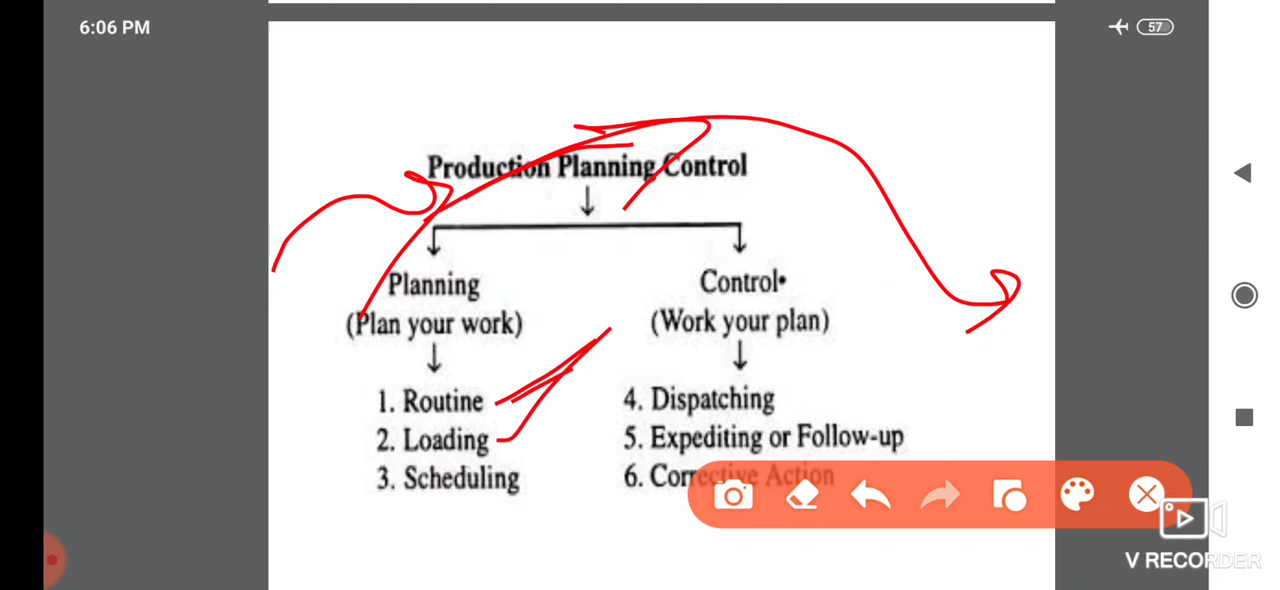 6:06 PM
57
Production Planning Control
Planning
Control•
(Plan your work)
(Work your plan)
1. Routine
2. Loading
3. Scheduling
4. Dispatching
5. Expediting or Follow-up
6. Corrective Action
V RECORDER